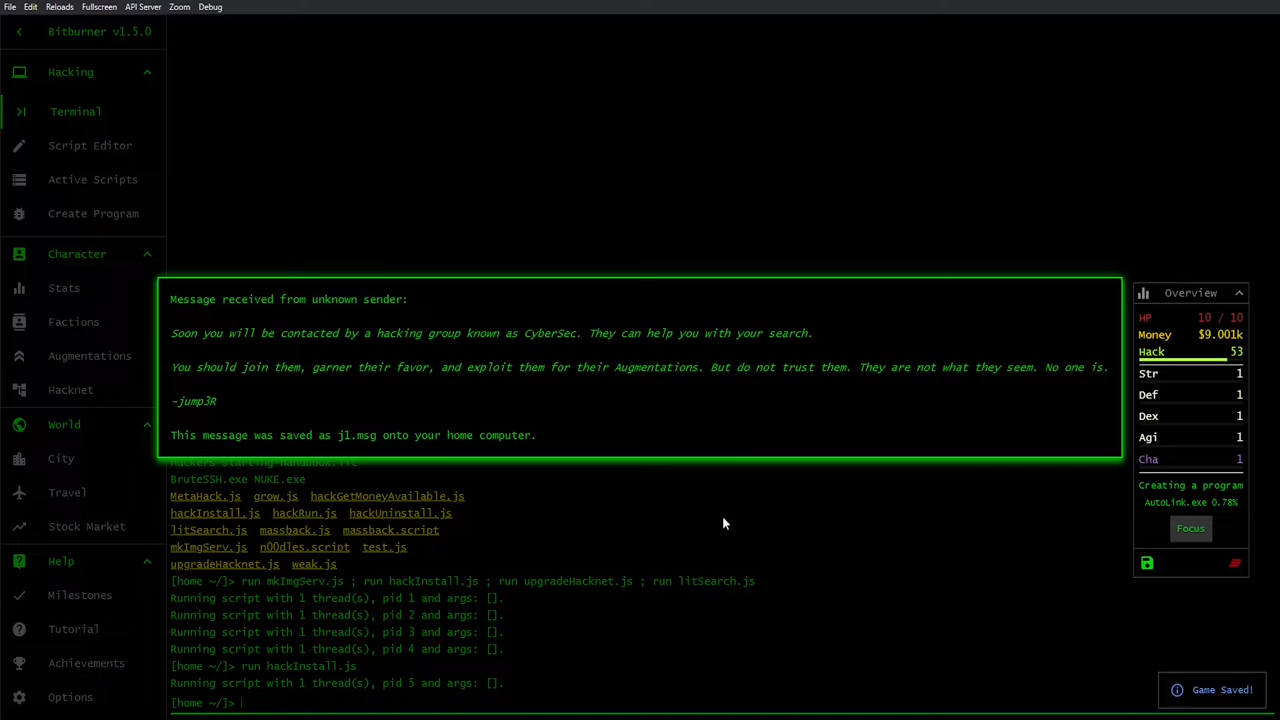 File Edit Reloads Fullscreen API Server Zoom Debug
Bitburner v1.5.0
Hacking
Terminal
Script Editor
Active Scripts
Create Program
Character
Stats
Factions
Augmentations
Hacknet
World
City
Travel
Stock Market
Help
Milestones
Tutorial
Achievements
Options
Message received from unknown sender:
Soon you will be contacted by a hacking group known as CyberSec. They can help you with your search.
You should join them, garner their favor, and exploit them for their Augmentations. But do not trust them. They are not what they seem. No one is.
-jump3R
This message was saved as j1.msg onto your home computer.
hackers-starting-handbook.lit
BruteSSH.exe NUKE.exe
MetaHack.js grow.js hackGetMoneyAvailable.js
hackInstall.js hackRun.js hackUninstall.js
litSearch.js massback.js massback.script
mkImgServ.js n00dles.script test.js
upgradeHacknet.js weak.js
[home ~/]> run mkImgServ.js ; run hackInstall.js ; run upgradeHacknet.js ; run litSearch.js
Running script with 1 thread(s), pid 1 and args: [].
Running script with 1 thread(s), pid 2 and args: [].
Running script with 1 thread(s), pid 3 and args: [].
Running script with 1 thread(s), pid 4 and args: [].
[home ~/]> run hackInstall.js
Running script with 1 thread(s), pid 5 and args: [].
[home ~/]>
Overview
HP 10 / 10
Money $9.001k
Hack 53
Str 1
Def 1
Dex 1
Agi 1
Cha 1
Creating a program
AutoLink.exe 0.78%
Focus
Game Saved!